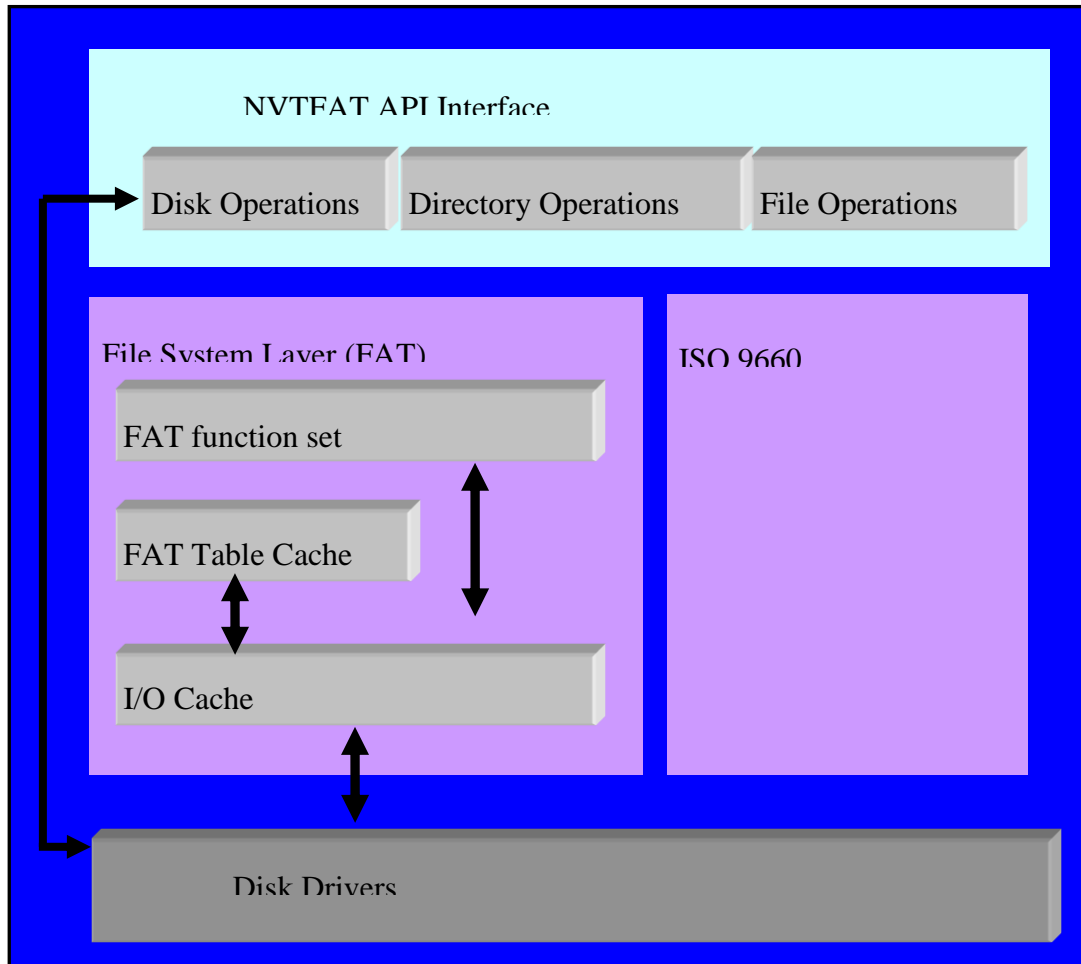 NVTFAT API Interface
Disk Operations
Directory Operations
File Operations
File System Layer (FAT)
ISO 9660
FAT function set
FAT Table Cache
I/O Cache
Disk Drivers